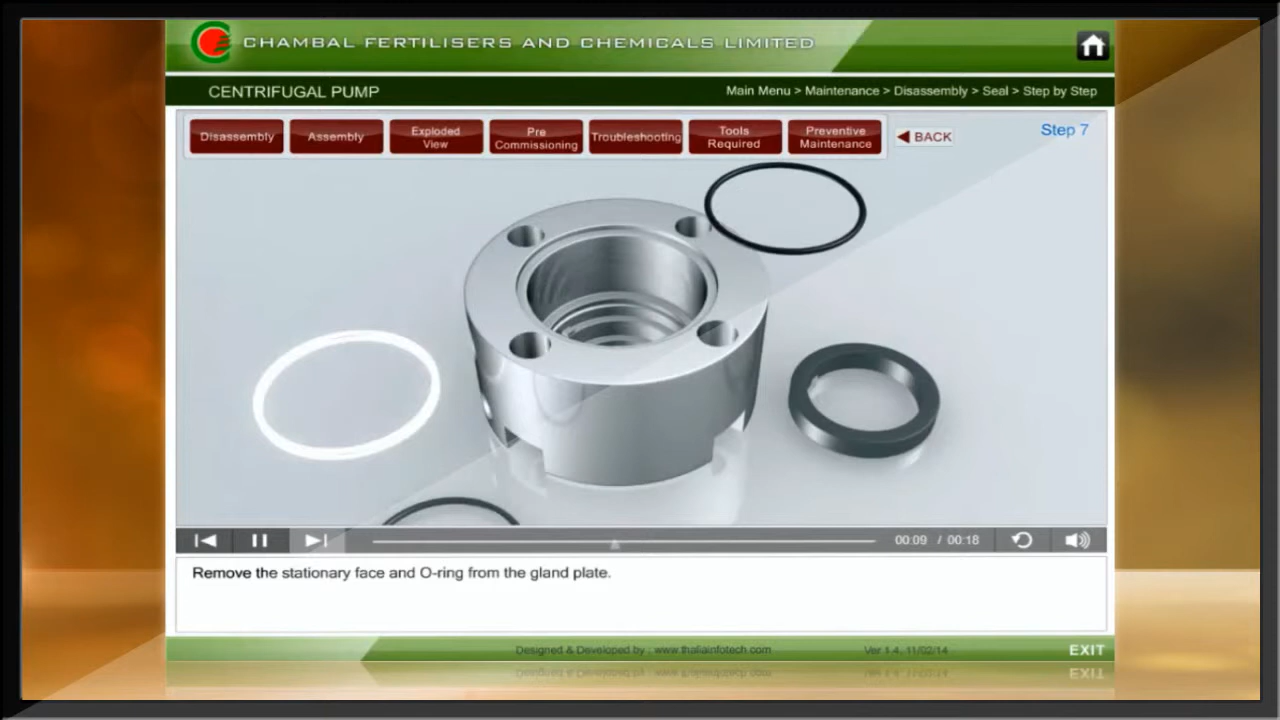 CHAMBAL FERTILISERS AND CHEMICALS LIMITED
CENTRIFUGAL PUMP
Main Menu > Maintenance > Disassembly > Seal > Step by Step
Disassembly
Assembly
Exploded
View
Pre
Commissioning
Troubleshooting
Tools
Required
Preventive
Maintenance
BACK
Step 7
00:09 / 00:18
Remove the stationary face and O-ring from the gland plate.
Designed & Developed by : www.thaliainfotech.com
Ver 1.4, 11/02/14
EXIT